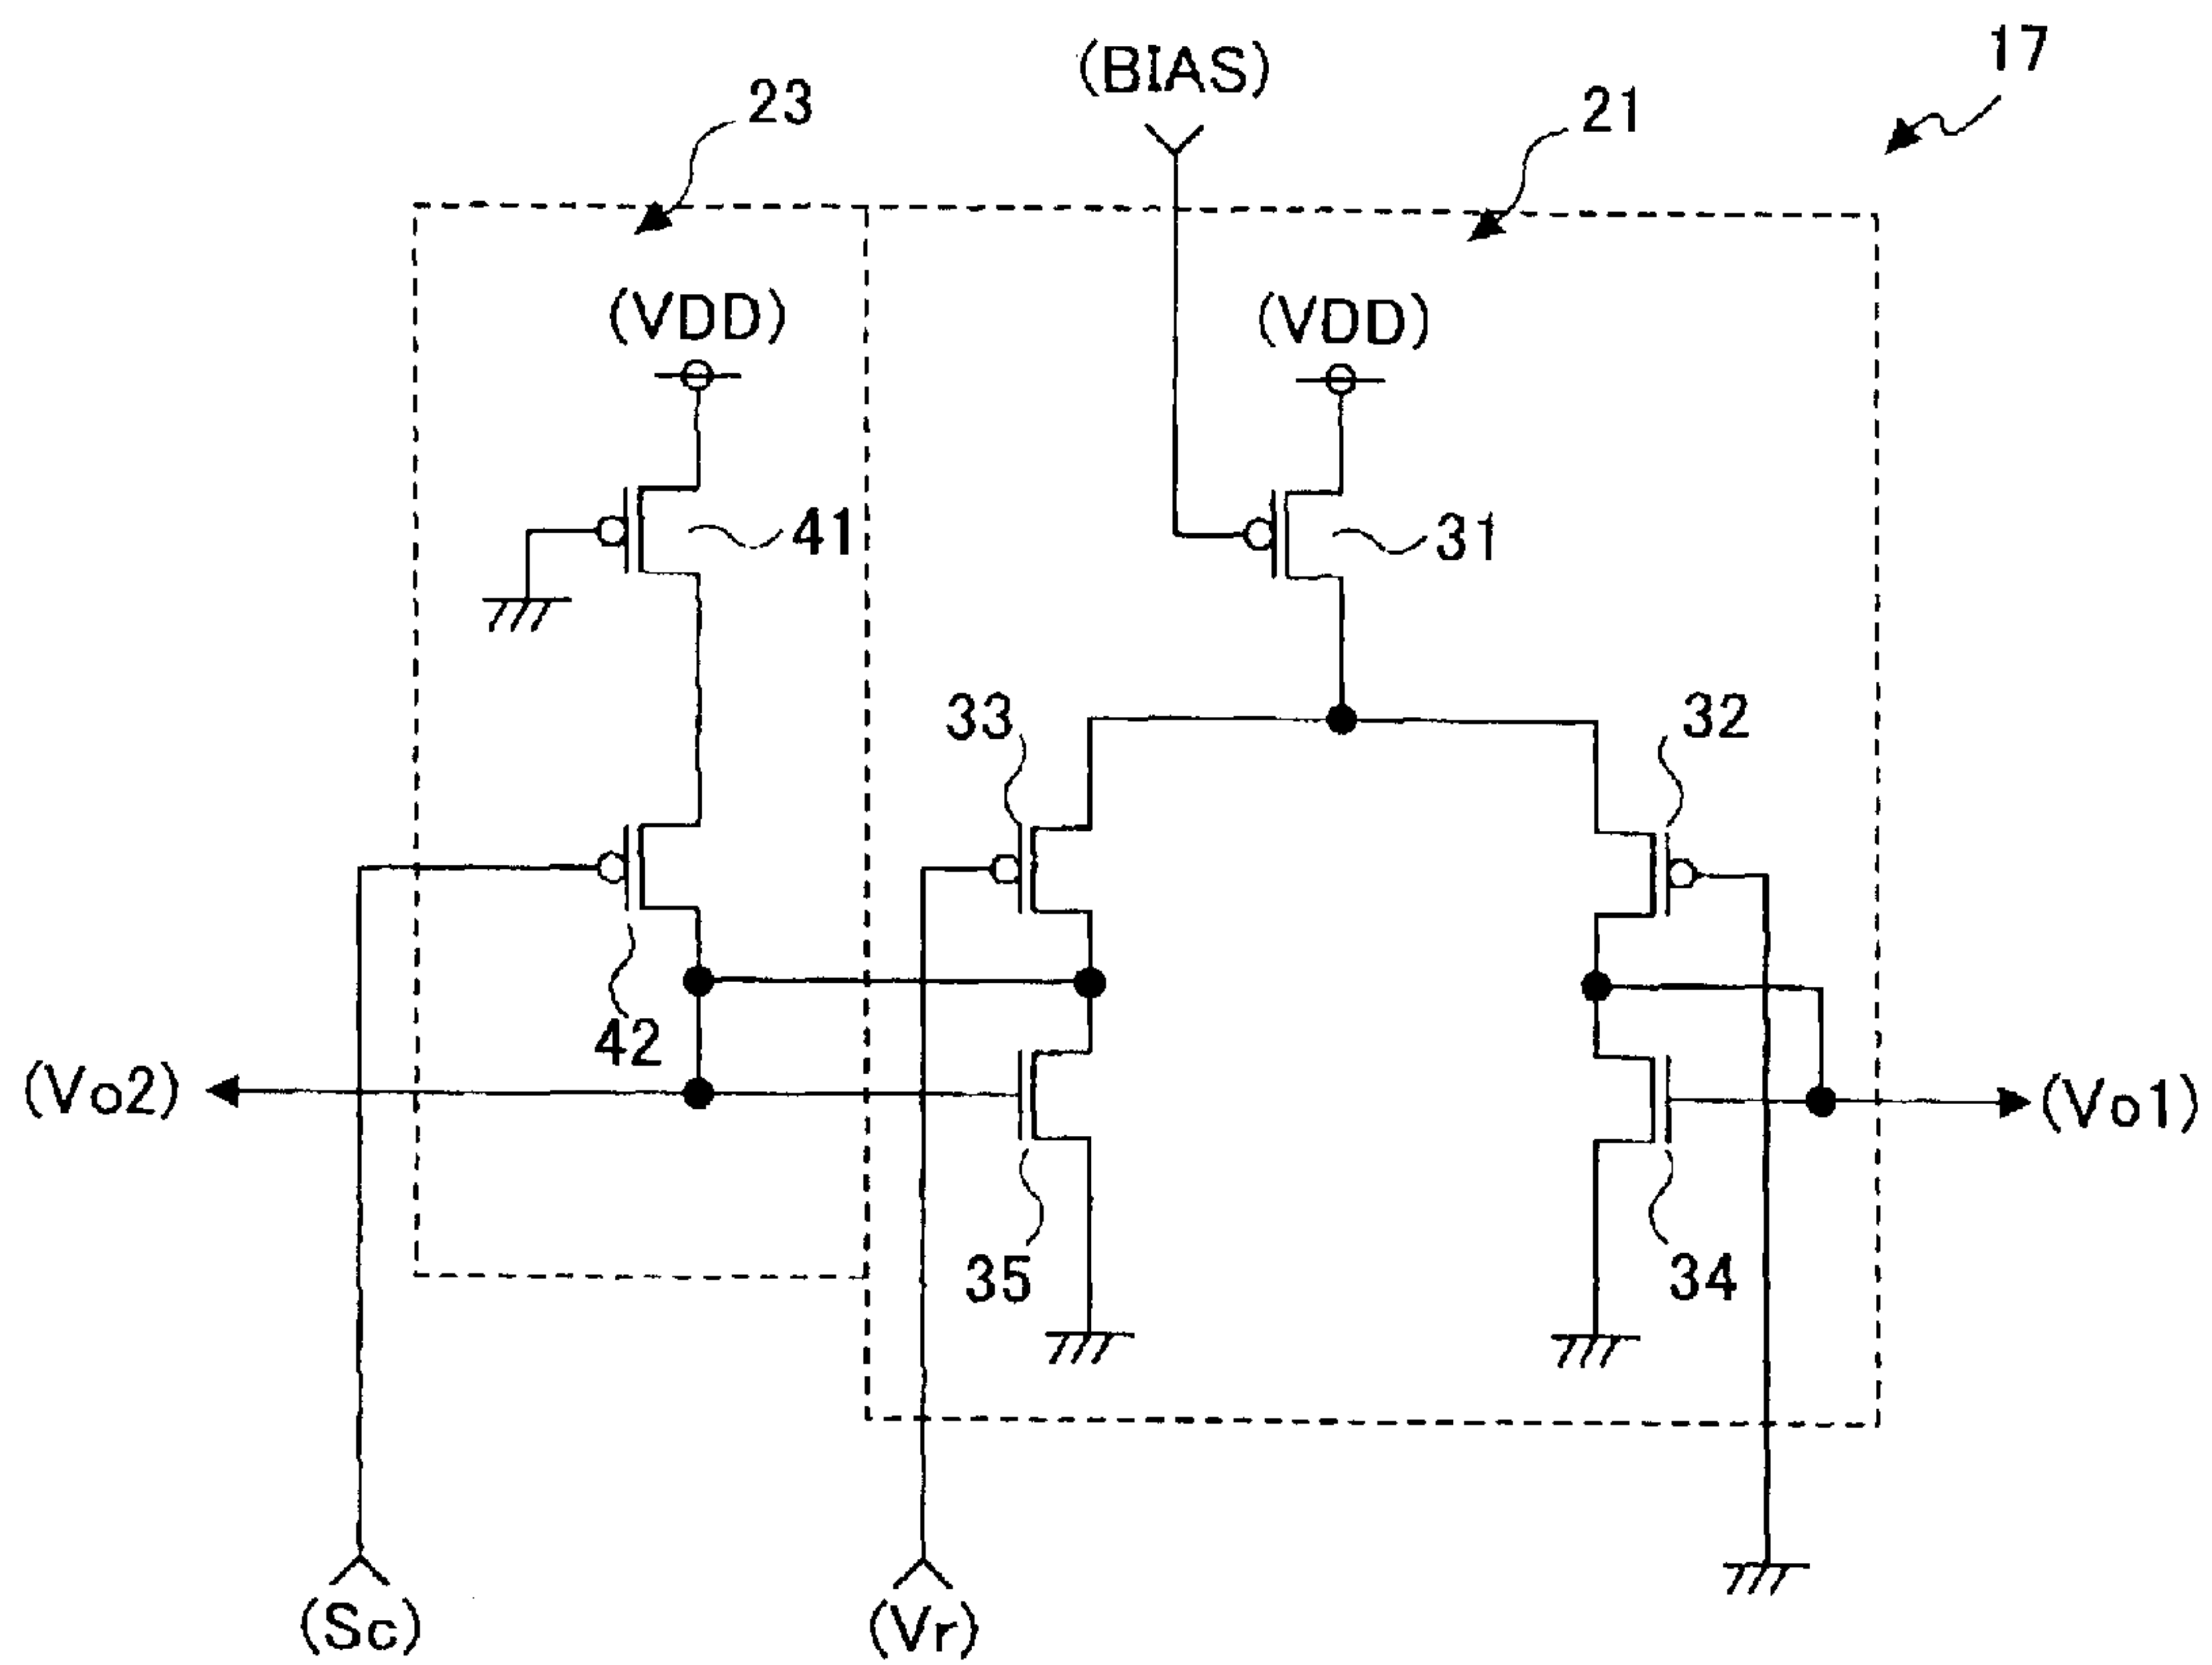 17
(BIAS)
23
21
(VDD)
(VDD)
41
31
33
32
42
(Vo2)
(Vo1)
35
34
(Sc)
(Vr)